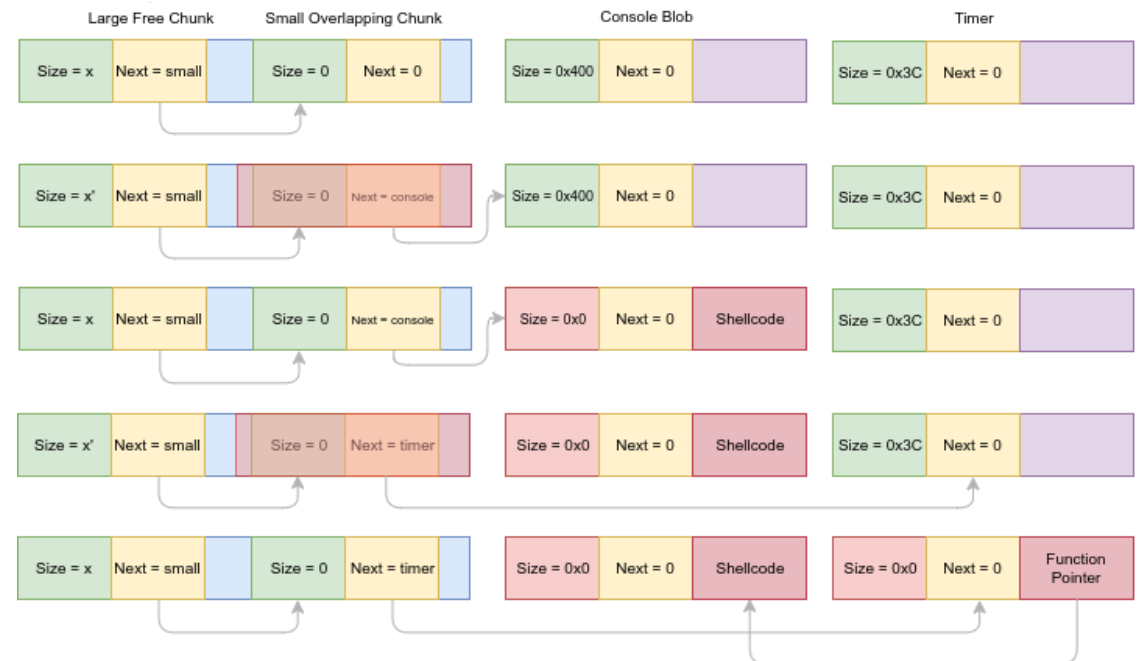 Large Free Chunk Small Overlapping Chunk Console Blob Timer
Size = x Next = small Size = 0 Next = 0 Size = 0x400 Next = 0 Size = 0x3C Next = 0
Size = x' Next = small Size = 0 Next = console Size = 0x400 Next = 0 Size = 0x3C Next = 0
Size = x Next = small Size = 0 Next = console Size = 0x0 Next = 0 Shellcode Size = 0x3C Next = 0
Size = x' Next = small Size = 0 Next = timer Size = 0x0 Next = 0 Shellcode Size = 0x3C Next = 0
Size = x Next = small Size = 0 Next = timer Size = 0x0 Next = 0 Shellcode Size = 0x0 Next = 0 Function
Pointer